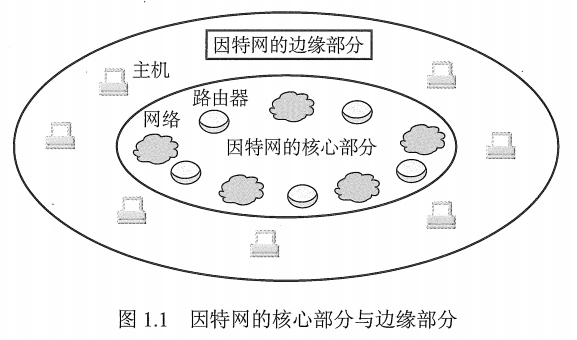 因特网的边缘部分
主机
路由器
网络
因特网的核心部分
图 1.1 因特网的核心部分与边缘部分